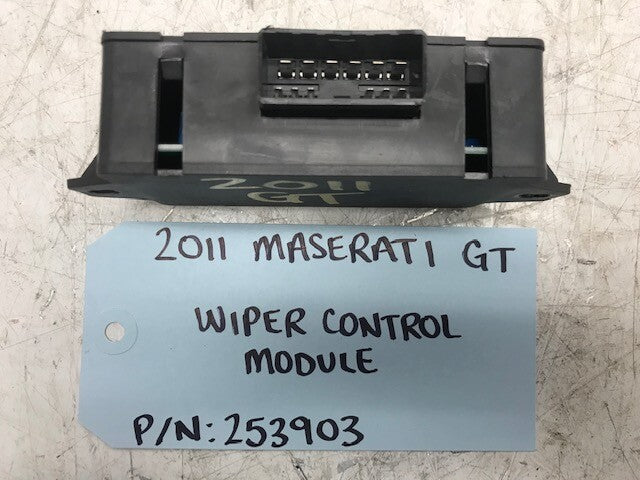 2011
GT
2011 MASERATI GT
WIPER CONTROL
MODULE
P/N: 253903